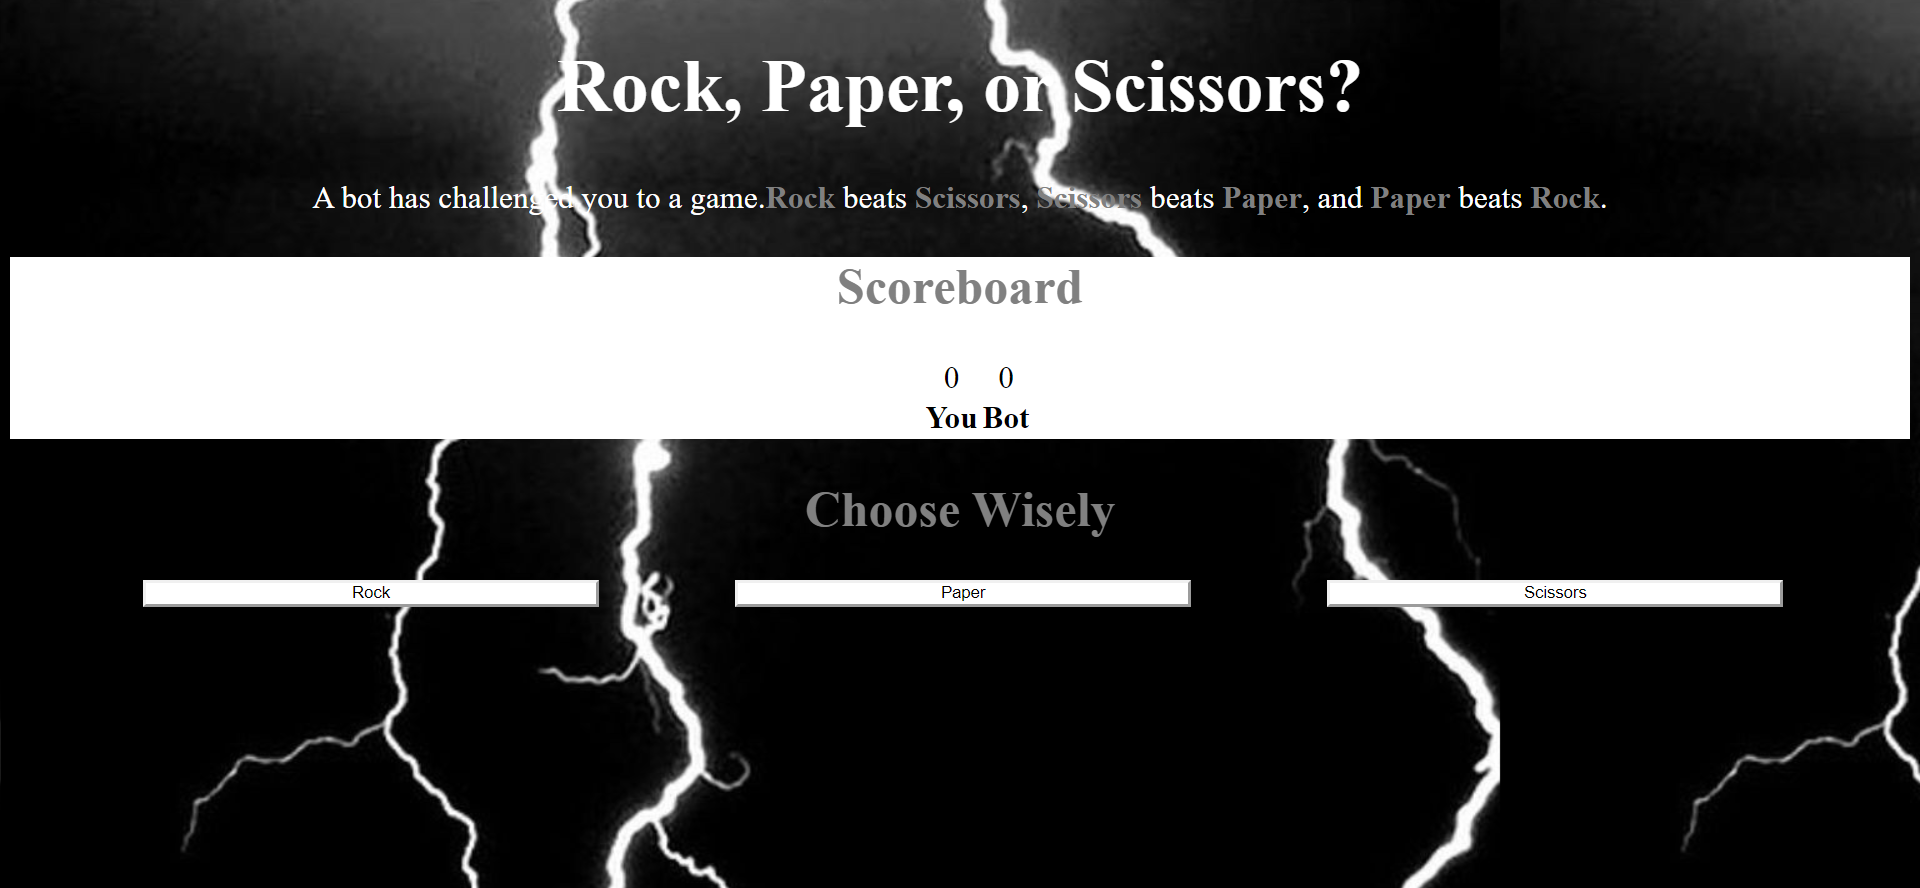 Rock, Paper, or Scissors?
A bot has challenged you to a game.Rock beats Scissors, Scissors beats Paper, and Paper beats Rock.
Scoreboard
0 0
You Bot
Choose Wisely
Rock Paper Scissors